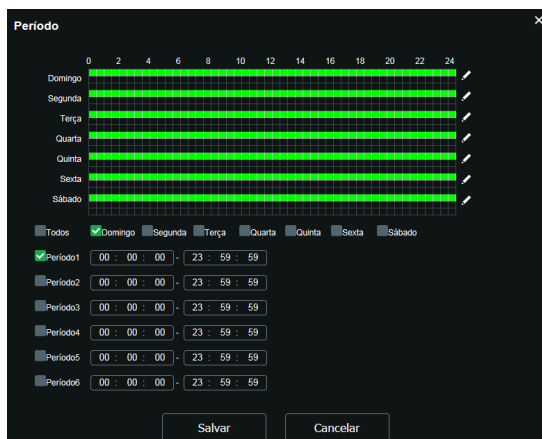 Período
0 2 4 6 8 10 12 14 16 18 20 22 24
Domingo
Segunda
Terça
Quarta
Quinta
Sexta
Sábado
Todos Domingo Segunda Terça Quarta Quinta Sexta Sábado
Período1 00 : 00 : 00 - 23 : 59 : 59
Período2 00 : 00 : 00 - 23 : 59 : 59
Período3 00 : 00 : 00 - 23 : 59 : 59
Período4 00 : 00 : 00 - 23 : 59 : 59
Período5 00 : 00 : 00 - 23 : 59 : 59
Período6 00 : 00 : 00 - 23 : 59 : 59
Salvar Cancelar